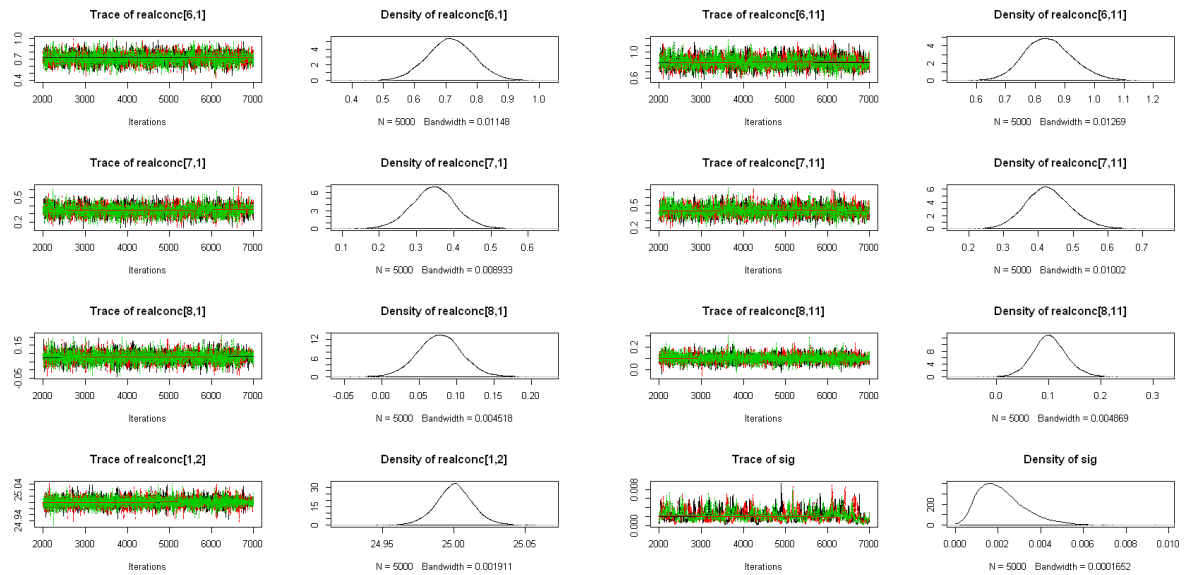 Trace of realconc[6,1]
Density of realconc[6,1]
Trace of realconc[6,11]
Density of realconc[6,11]
0.4 0.7 1.0
0 2 4
0.6 1.0
0 2 4
2000 3000 4000 5000 6000 7000
0.4 0.5 0.6 0.7 0.8 0.9 1.0
2000 3000 4000 5000 6000 7000
0.6 0.7 0.8 0.9 1.0 1.1 1.2
Iterations
N = 5000 Bandwidth = 0.01148
Iterations
N = 5000 Bandwidth = 0.01269
Trace of realconc[7,1]
Density of realconc[7,1]
Trace of realconc[7,11]
Density of realconc[7,11]
0.2 0.5
0 3 6
0.2 0.5
0 2 4 6
2000 3000 4000 5000 6000 7000
0.1 0.2 0.3 0.4 0.5 0.6
2000 3000 4000 5000 6000 7000
0.2 0.3 0.4 0.5 0.6 0.7
Iterations
N = 5000 Bandwidth = 0.008933
Iterations
N = 5000 Bandwidth = 0.01002
Trace of realconc[8,1]
Density of realconc[8,1]
Trace of realconc[8,11]
Density of realconc[8,11]
-0.05 0.15
0 4 8 12
0.0 0.2
0 4 8
2000 3000 4000 5000 6000 7000
-0.05 0.00 0.05 0.10 0.15 0.20
2000 3000 4000 5000 6000 7000
0.0 0.1 0.2 0.3
Iterations
N = 5000 Bandwidth = 0.004518
Iterations
N = 5000 Bandwidth = 0.004869
Trace of realconc[1,2]
Density of realconc[1,2]
Trace of sig
Density of sig
24.94 25.04
0 15 30
0.000 0.008
0 200
2000 3000 4000 5000 6000 7000
24.95 25.00 25.05
2000 3000 4000 5000 6000 7000
0.000 0.002 0.004 0.006 0.008 0.010
Iterations
N = 5000 Bandwidth = 0.001911
Iterations
N = 5000 Bandwidth = 0.0001652